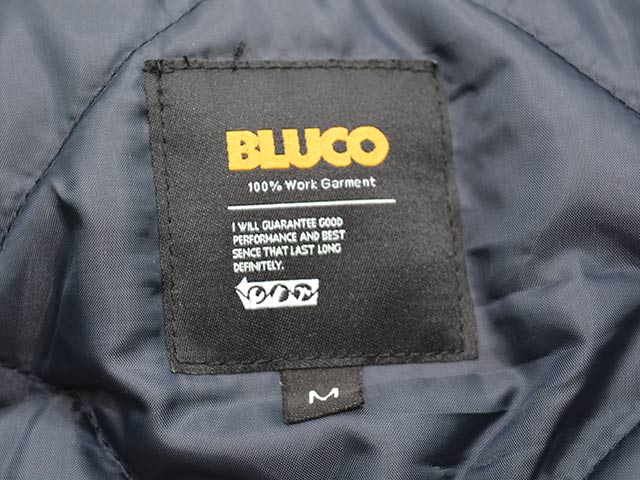 BLUCO
100% Work Garment
I WILL GUARANTEE GOOD
PERFORMANCE AND BEST
SENCE THAT LAST LONG
DEFINITELY.
M